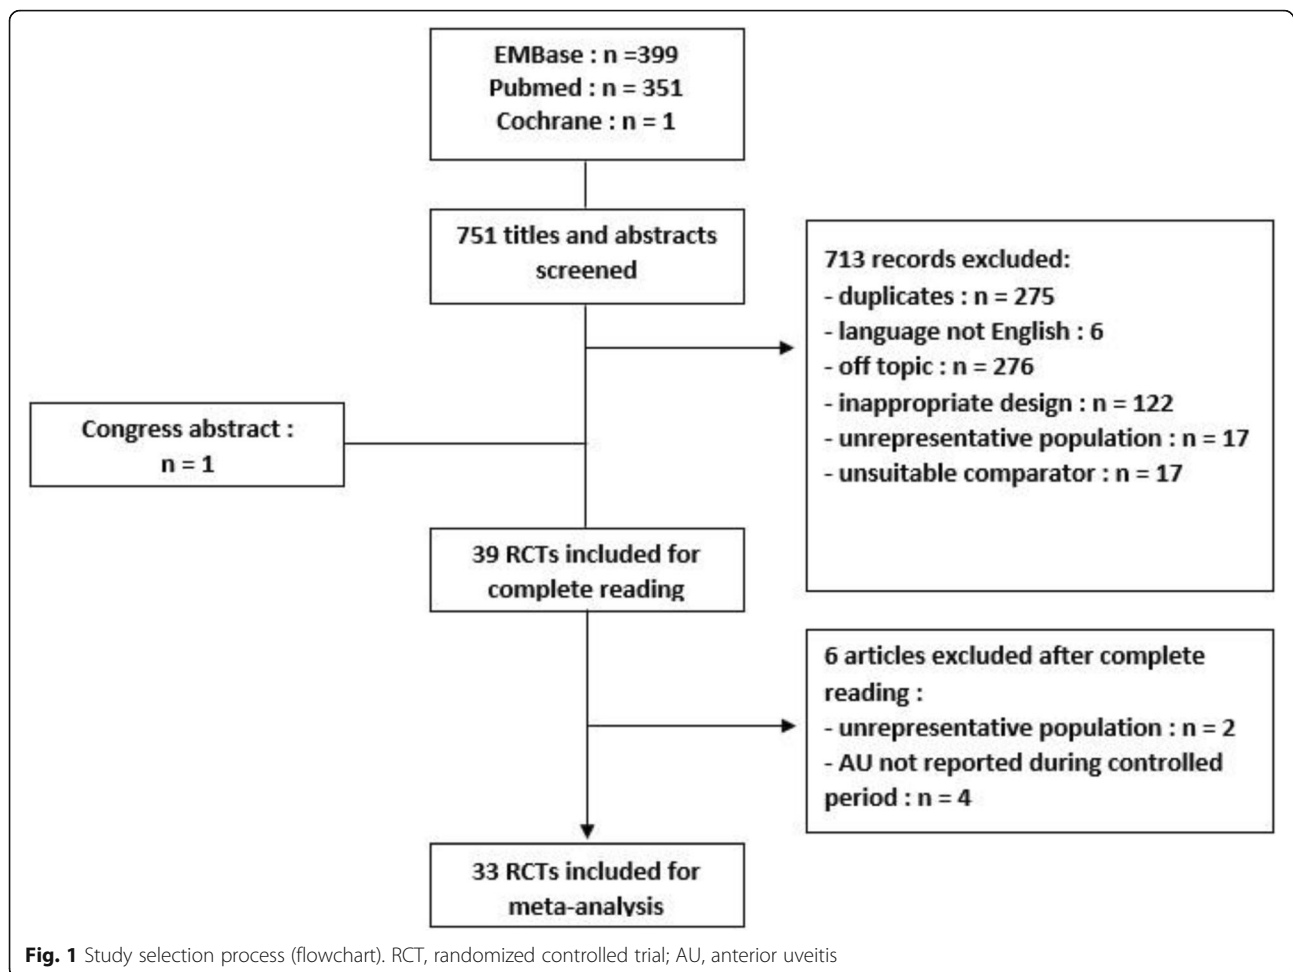 EMBase : n =399
Pubmed : n = 351
Cochrane : n = 1
751 titles and abstracts
screened
713 records excluded:
- duplicates : n = 275
- language not English : 6
- off topic : n = 276
- inappropriate design : n = 122
- unrepresentative population : n = 17
- unsuitable comparator : n = 17
Congress abstract :
n = 1
39 RCTs included for
complete reading
6 articles excluded after complete
reading :
- unrepresentative population : n = 2
- AU not reported during controlled
period : n = 4
33 RCTs included for
meta-analysis
Fig. 1 Study selection process (flowchart). RCT, randomized controlled trial; AU, anterior uveitis